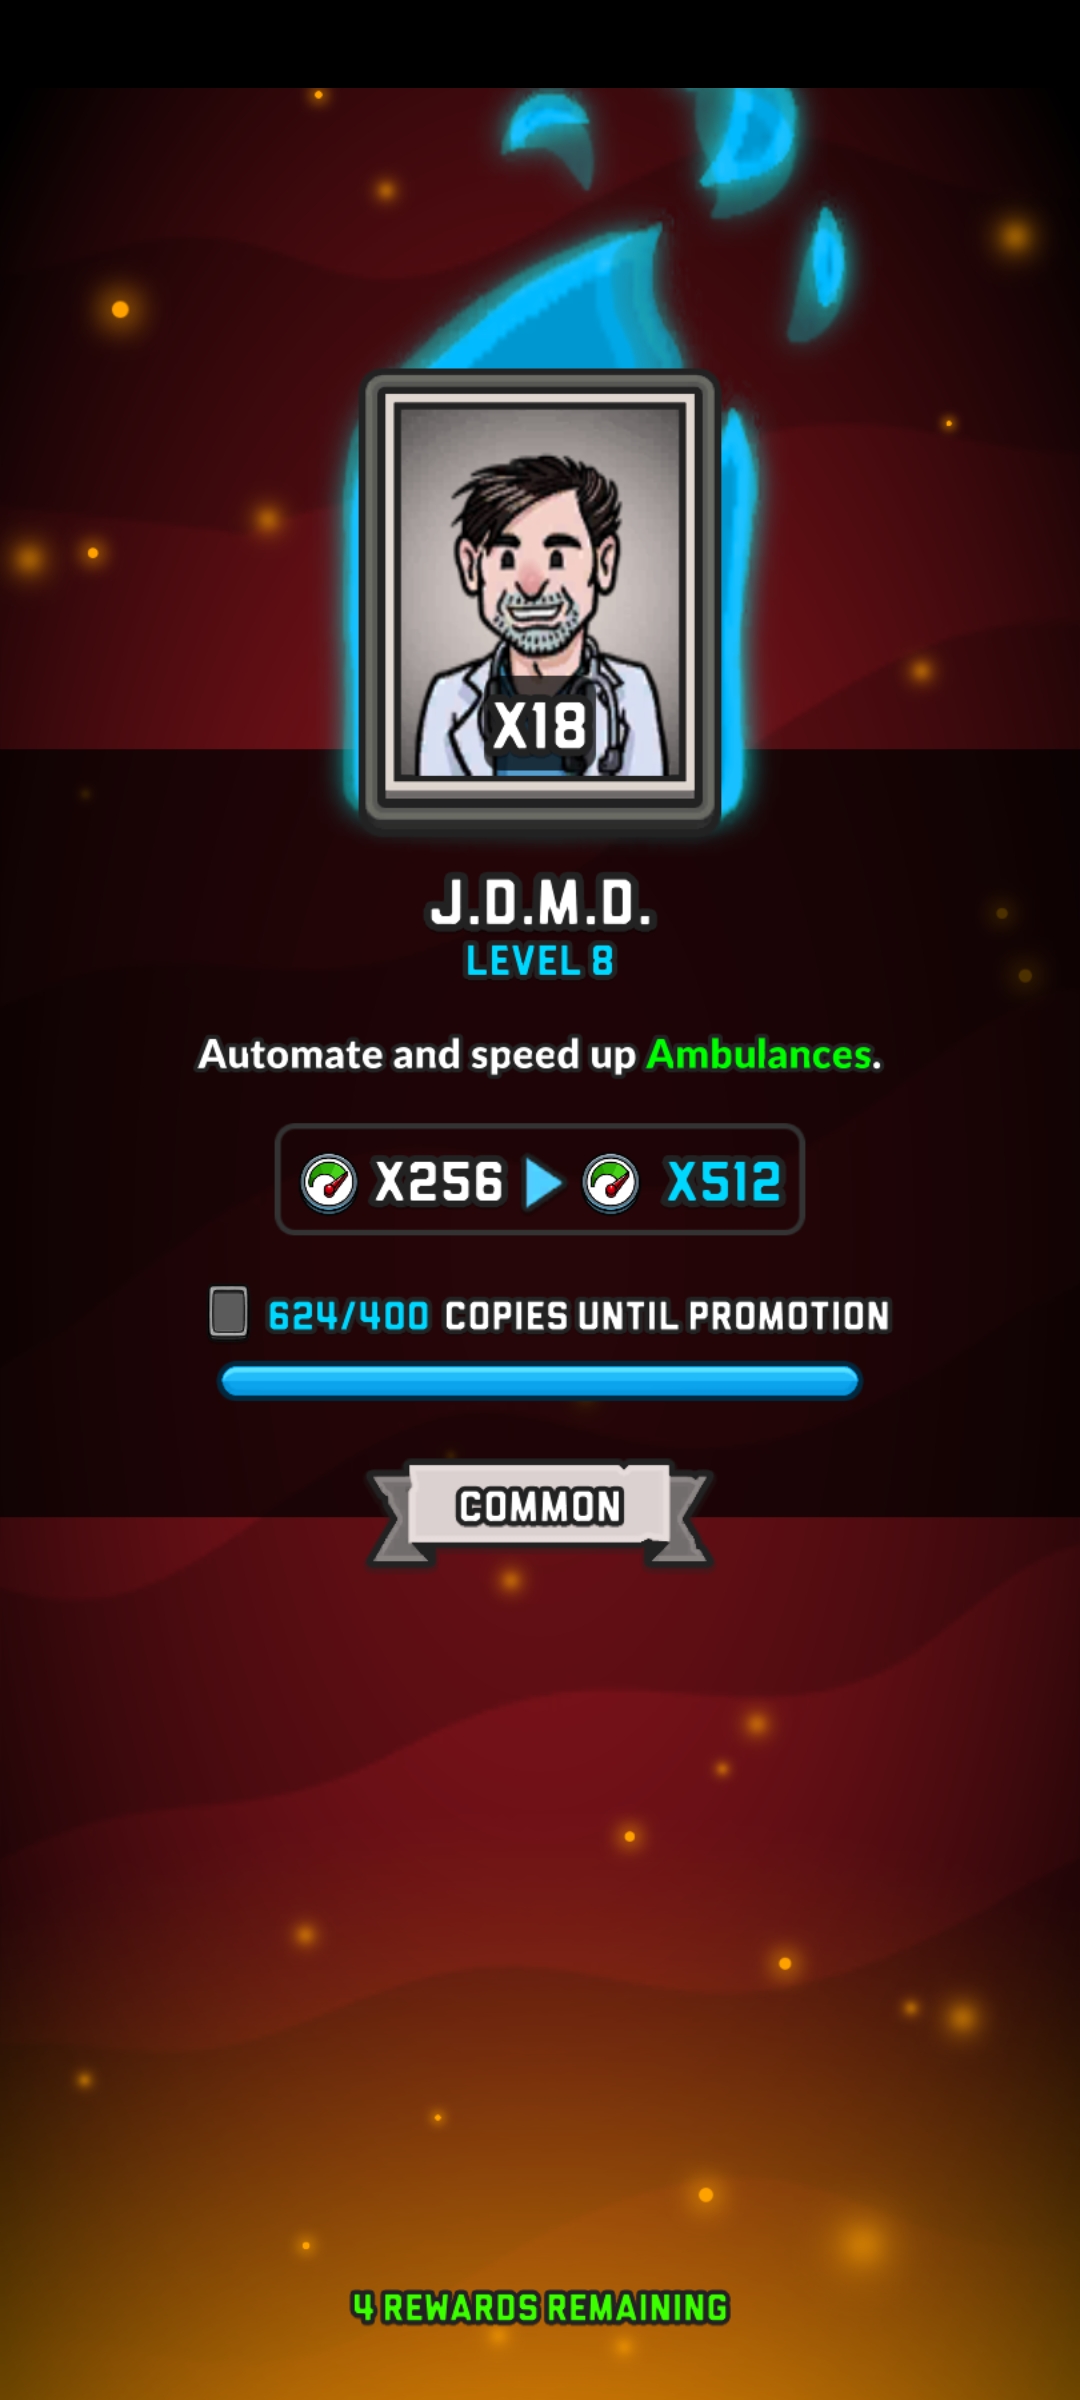 X18
J.D.M.D.
LEVEL 8
Automate and speed up Ambulances.
X256 X512
624/400 COPIES UNTIL PROMOTION
COMMON
4 REWARDS REMAINING